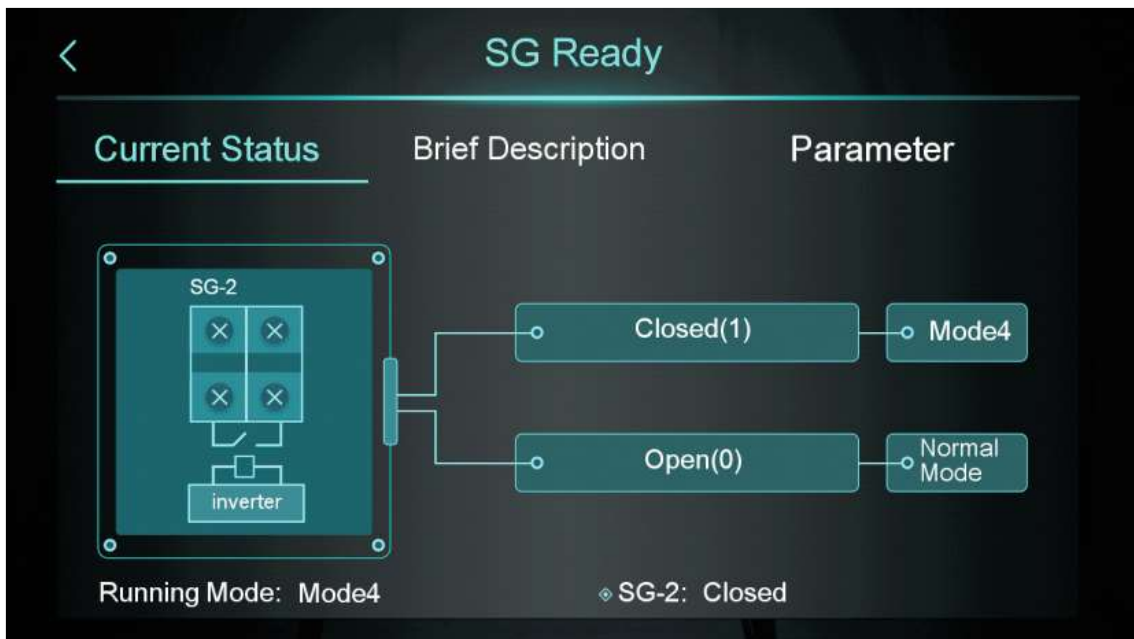 SG Ready
Current Status Brief Description Parameter
SG-2
Closed(1) Mode4
Open(0) Normal
Mode
inverter
Running Mode: Mode4 SG-2: Closed